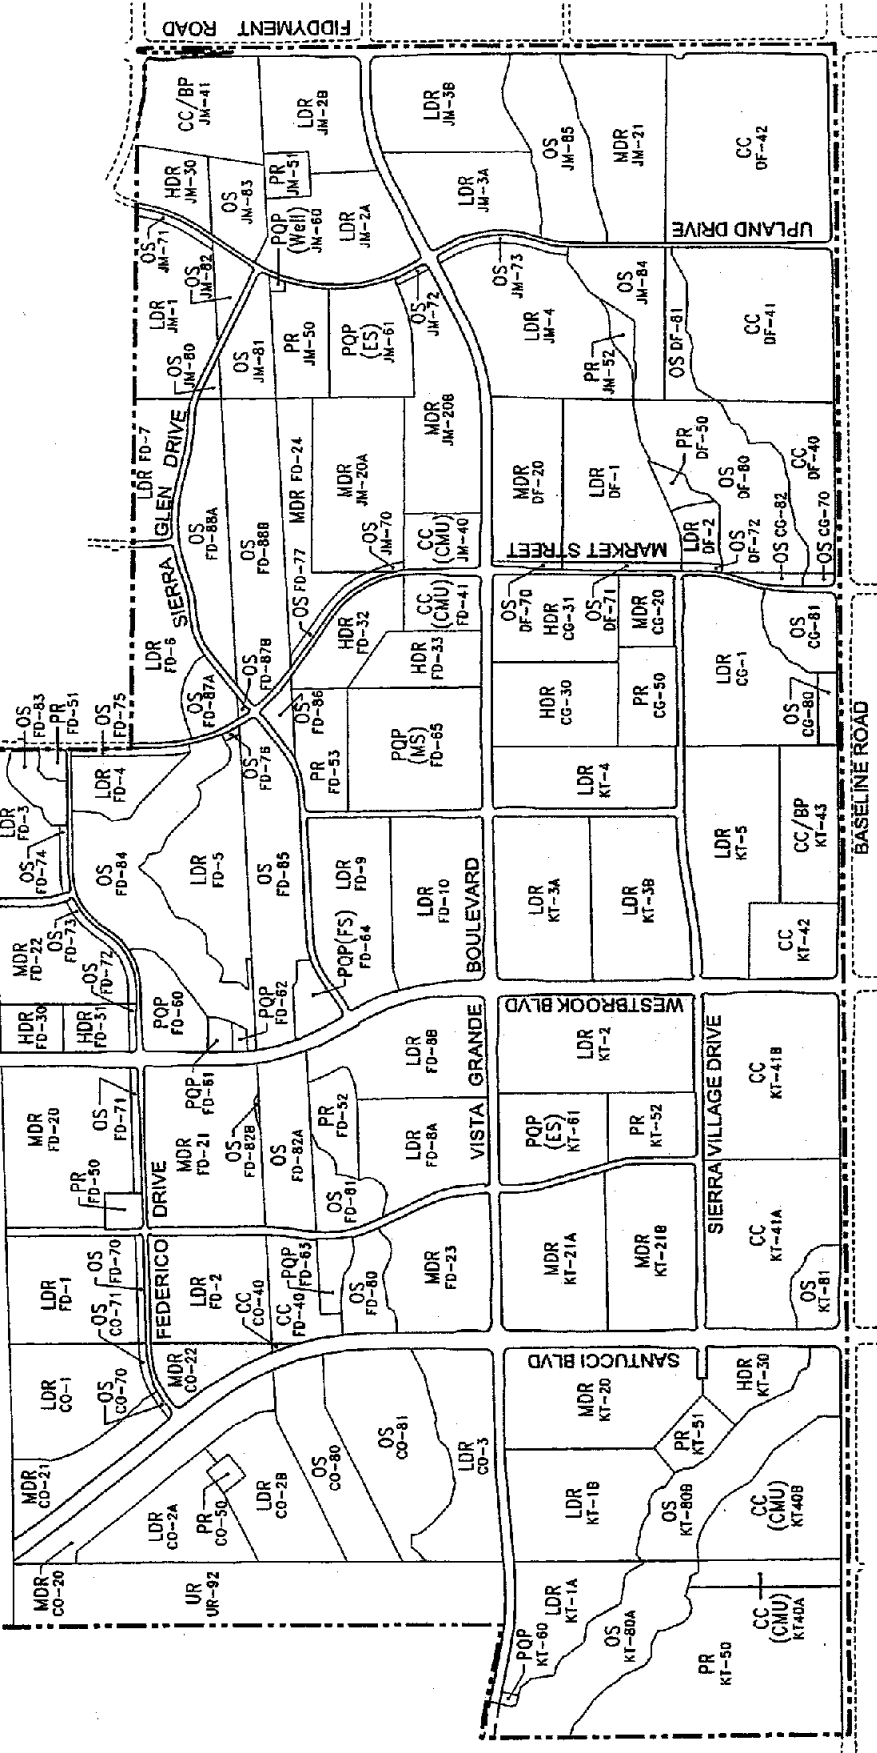 FIDDYMENT ROAD
CC/BP
JM-41
LDR
JM-2B
LDR
JM-3B
HDR
JM-30
OS
JM-83
PR
JM-51
OS
JM-71
OS
JM-82
PQP
(Well)
JM-60
LDR
JM-2A
LDR
JM-3A
OS
JM-85
MDR
JM-21
CC
DF-42
UPLAND DRIVE
LDR
JM-1
OS
JM-80
OS
JM-81
PR
JM-50
PQP
(ES)
JM-61
OS
JM-72
OS
JM-73
LDR
JM-4
PR
JM-52
OS
JM-84
OS DF-81
CC
DF-41
LDR FD-7
SIERRA GLEN DRIVE
OS
FD-88A
OS
FD-88B
MDR FD-24
MDR
JM-20A
MDR
JM-20B
MDR
DF-20
LDR
DF-1
PR
DF-50
OS
DF-80
CC
DF-40
LDR
DF-2
OS
DF-72
OS CG-82
OS CG-70
OS FD-77
OS
JM-70
CC
(CMU)
JM-40
MARKET STREET
LDR
FD-6
OS
FD-87A
OS
FD-87B
HDR
FD-32
CC
(CMU)
FD-41
HDR
FD-33
OS
DF-70
HDR
CG-31
OS
DF-71
MDR
CG-20
HDR
CG-30
PR
CG-50
LDR
CG-1
OS
CG-81
OS
CG-80
OS
FD-83
PR
FD-51
OS
FD-75
OS
FD-76
OS
FD-86
PR
FD-53
PQP
(MS)
FD-65
LDR
KT-4
LDR
FD-3
LDR
FD-4
OS
FD-74
OS
FD-84
LDR
FD-5
OS
FD-85
LDR
FD-9
LDR
FD-10
LDR
KT-3A
LDR
KT-3B
LDR
KT-5
CC/BP
KT-43
CC
KT-42
BASELINE ROAD
MDR
FD-22
OS
FD-73
OS
FD-72
HDR
FD-30
HDR
FD-31
PQP
FD-60
PQP
FD-61
PQP
FD-62
PQP(FS)
FD-64
VISTA GRANDE BOULEVARD
WESTBROOK BLVD
MDR
FD-20
OS
FD-71
PR
FD-50
MDR
FD-21
OS
FD-82B
OS
FD-82A
PR
FD-52
LDR
FD-8B
LDR
FD-8A
OS
FD-81
LDR
KT-2
PQP
(ES)
KT-61
PR
KT-52
SIERRA VILLAGE DRIVE
CC
KT-41B
FEDERICO DRIVE
LDR
FD-1
OS
FD-70
OS
CO-71
LDR
FD-2
CC
CO-40
CC
FD-40
PQP
FD-63
OS
FD-80
MDR
FD-23
MDR
KT-21A
MDR
KT-21B
CC
KT-41A
OS
KT-81
SANTUCCI BLVD
LDR
CO-1
OS
CO-70
MDR
CO-22
MDR
CO-21
LDR
CO-2A
PR
CO-50
LDR
CO-2B
OS
CO-80
OS
CO-81
LDR
CO-3
MDR
KT-20
PR
KT-51
HDR
KT-30
LDR
KT-1B
OS
KT-80B
CC
(CMU)
KT40B
MDR
CO-20
UR
UR-92
PQP
KT-60
LDR
KT-1A
OS
KT-80A
PR
KT-50
CC
(CMU)
KT40A